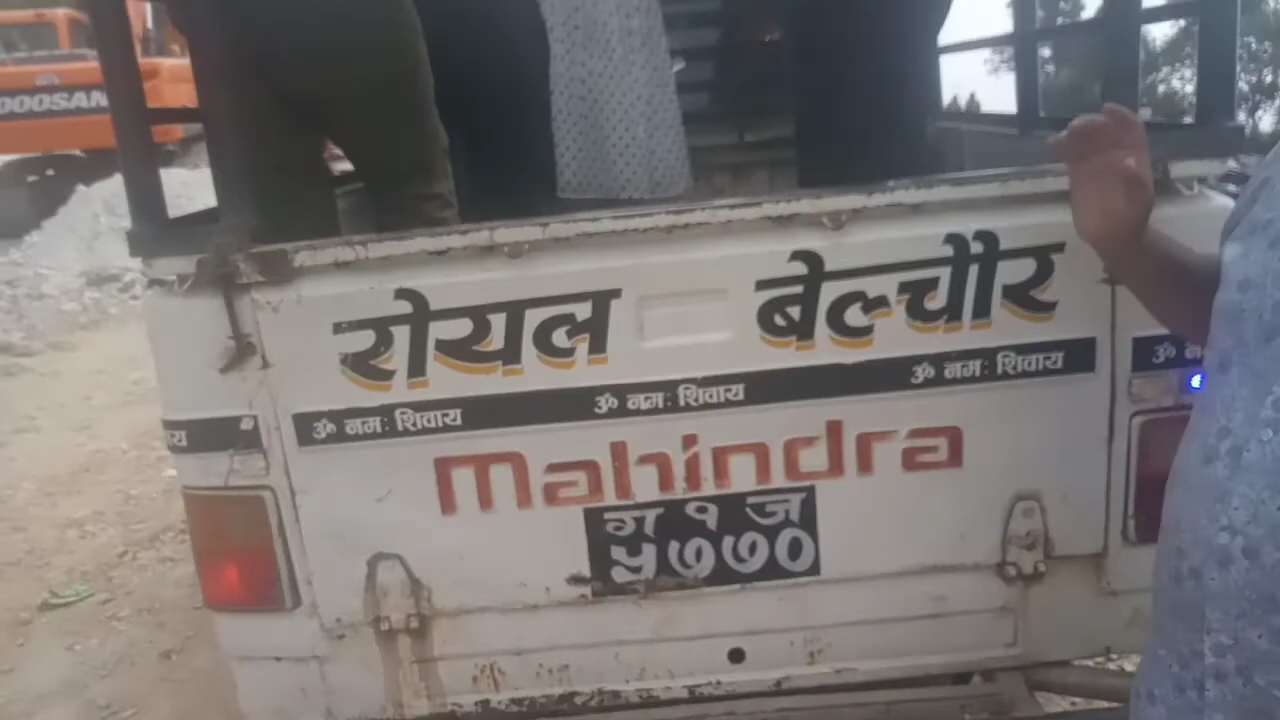 DOOSAN
रोयल बेल्चौर
ॐ नमः शिवाय ॐ नमः शिवाय ॐ नमः शिवाय
mahindra
ग १ ज
५७७०